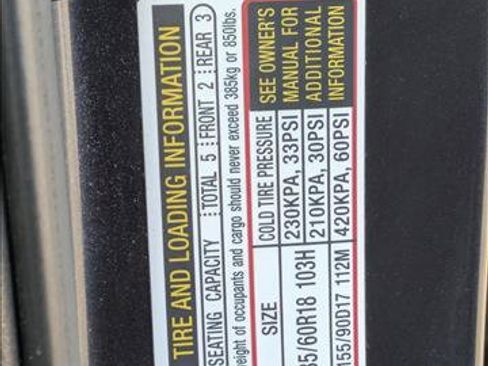 TIRE AND LOADING INFORMATION
SEATING CAPACITY TOTAL 5 FRONT 2 REAR 3
of occupants and cargo should never exceed 385kg or 850lbs.
SIZE COLD TIRE PRESSURE SEE OWNER'S
230KPA, 33PSI MANUAL FOR
5/60R18 103H 210KPA, 30PSI ADDITIONAL
155/90D17 112M 420KPA, 60PSI INFORMATION